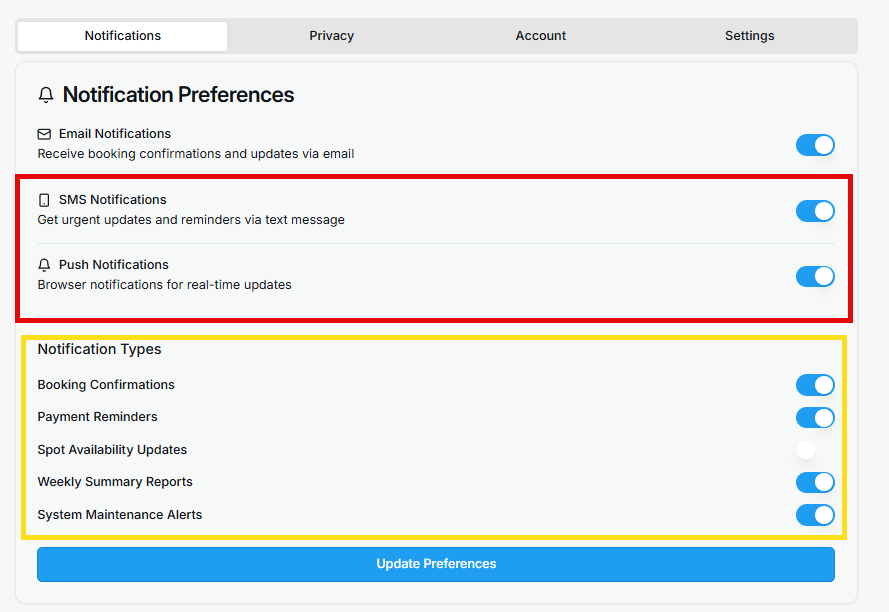 Notifications
Privacy
Account
Settings
Notification Preferences
Email Notifications
Receive booking confirmations and updates via email
SMS Notifications
Get urgent updates and reminders via text message
Push Notifications
Browser notifications for real-time updates
Notification Types
Booking Confirmations
Payment Reminders
Spot Availability Updates
Weekly Summary Reports
System Maintenance Alerts
Update Preferences